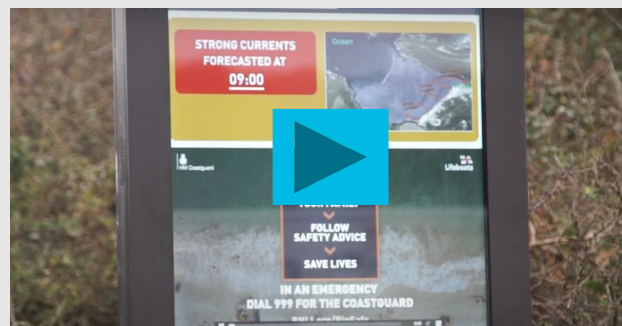 STRONG CURRENTS
FORECASTED AT
09:00
Ocean
HM Coastguard
Lifeboats
FOLLOW
SAFETY ADVICE
SAVE LIVES
IN AN EMERGENCY
DIAL 999 FOR THE COASTGUARD